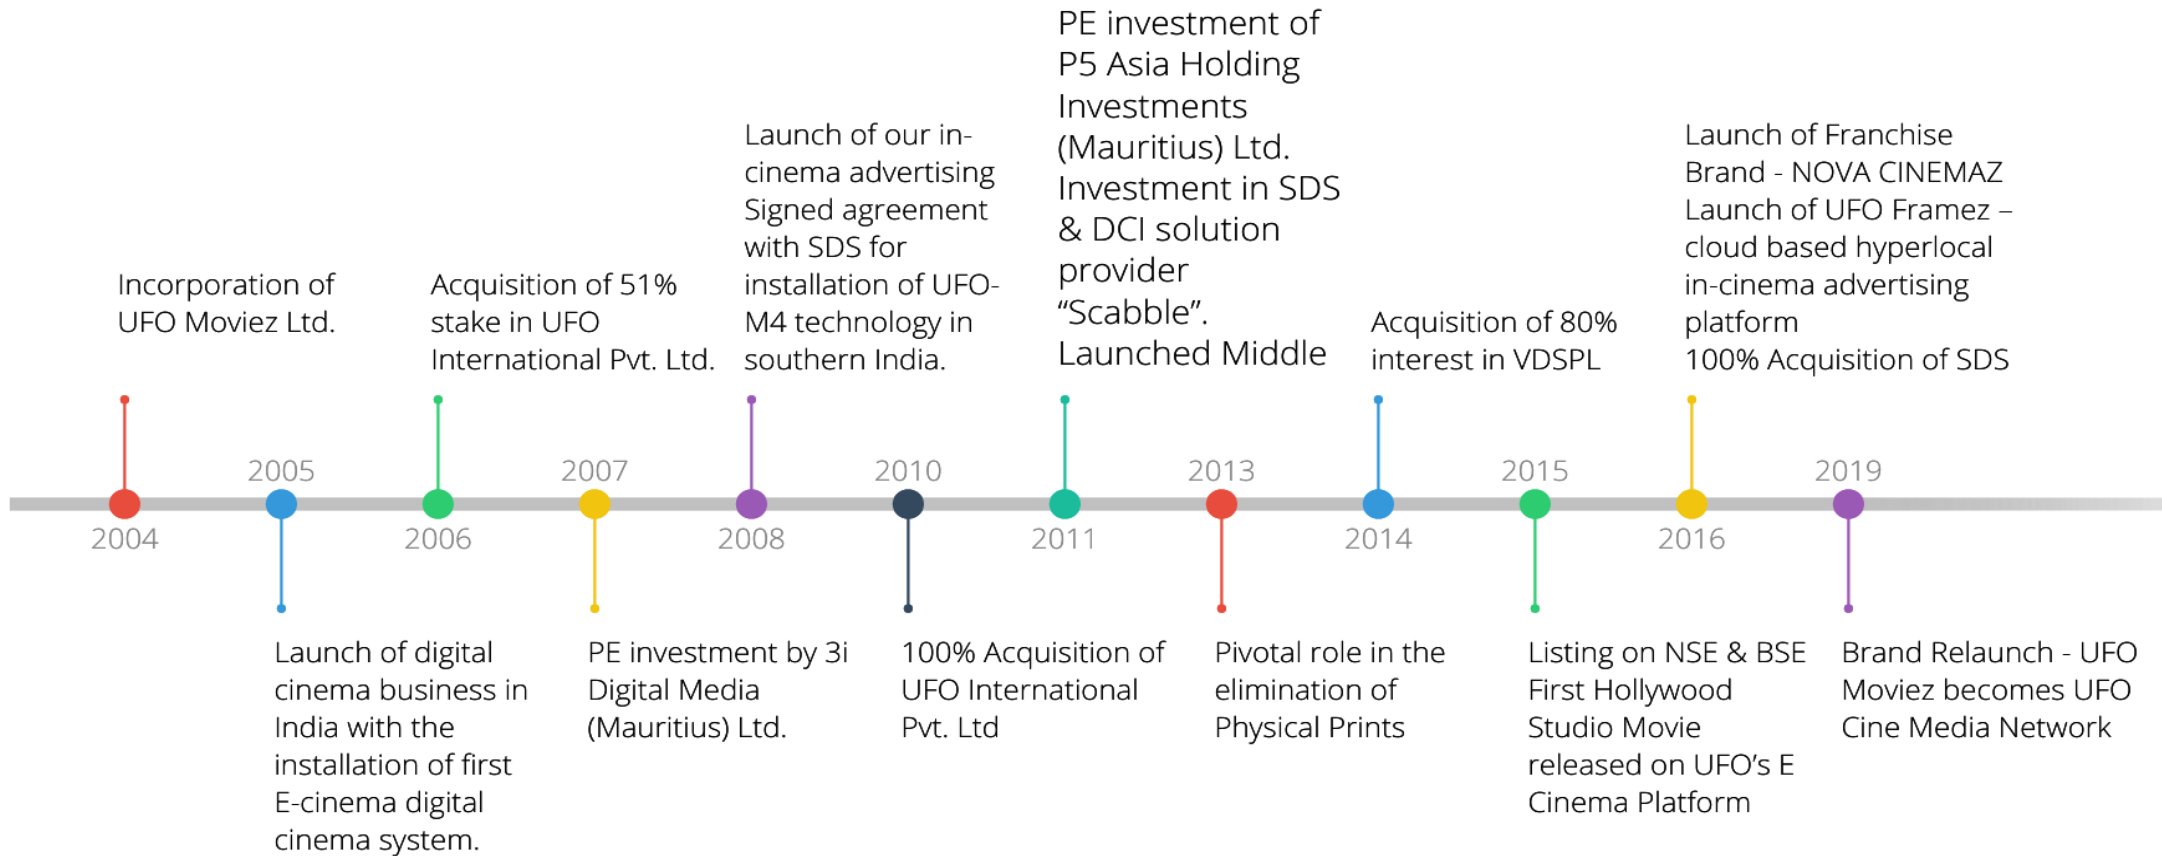 Incorporation of
UFO Moviez Ltd.
2004
2005
Launch of digital
cinema business in
India with the
installation of first
E-cinema digital
cinema system.
Acquisition of 51%
stake in UFO
International Pvt. Ltd.
2006
2007
PE investment by 3i
Digital Media
(Mauritius) Ltd.
Launch of our in-
cinema advertising
Signed agreement
with SDS for
installation of UFO-
M4 technology in
southern India.
2008
2010
100% Acquisition of
UFO International
Pvt. Ltd
PE investment of
P5 Asia Holding
Investments
(Mauritius) Ltd.
Investment in SDS
& DCI solution
provider
“Scabble”.
Launched Middle
2011
2013
Pivotal role in the
elimination of
Physical Prints
Acquisition of 80%
interest in VDSPL
2014
2015
Listing on NSE & BSE
First Hollywood
Studio Movie
released on UFO’s E
Cinema Platform
Launch of Franchise
Brand - NOVA CINEMAZ
Launch of UFO Framez –
cloud based hyperlocal
in-cinema advertising
platform
100% Acquisition of SDS
2016
2019
Brand Relaunch - UFO
Moviez becomes UFO
Cine Media Network